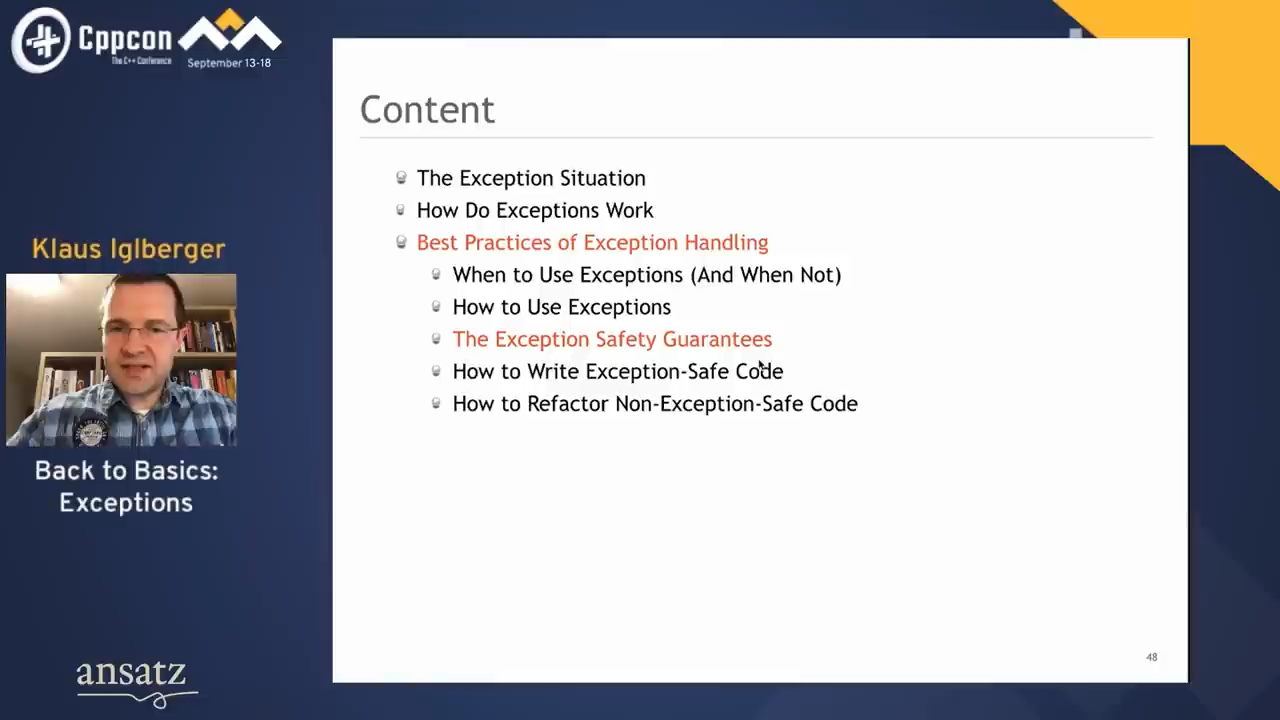 Cppcon
The C++ Conference
September 13-18
Content
The Exception Situation
How Do Exceptions Work
Best Practices of Exception Handling
When to Use Exceptions (And When Not)
How to Use Exceptions
The Exception Safety Guarantees
How to Write Exception-Safe Code
How to Refactor Non-Exception-Safe Code
48
Klaus Iglberger
Back to Basics:
Exceptions
ansatz